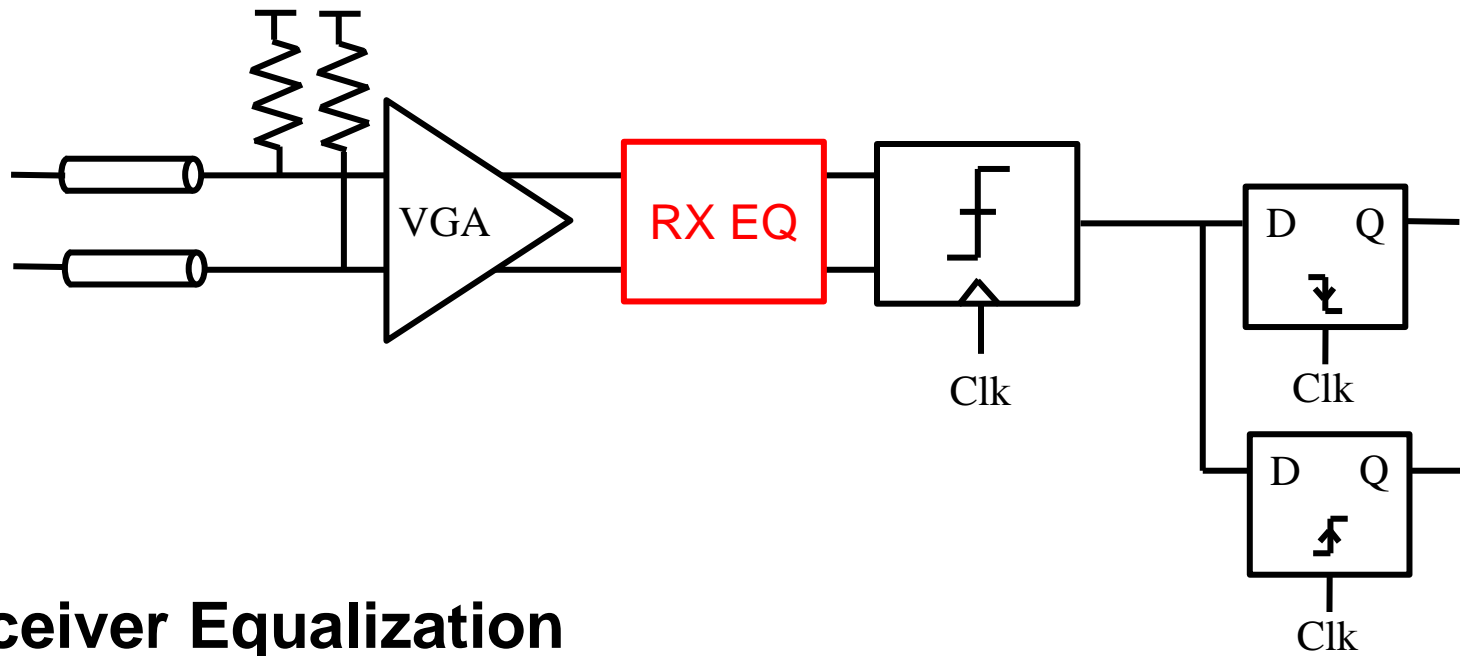 VGA
RX EQ
D Q
Clk
Clk
D Q
Clk
ceiver Equalization